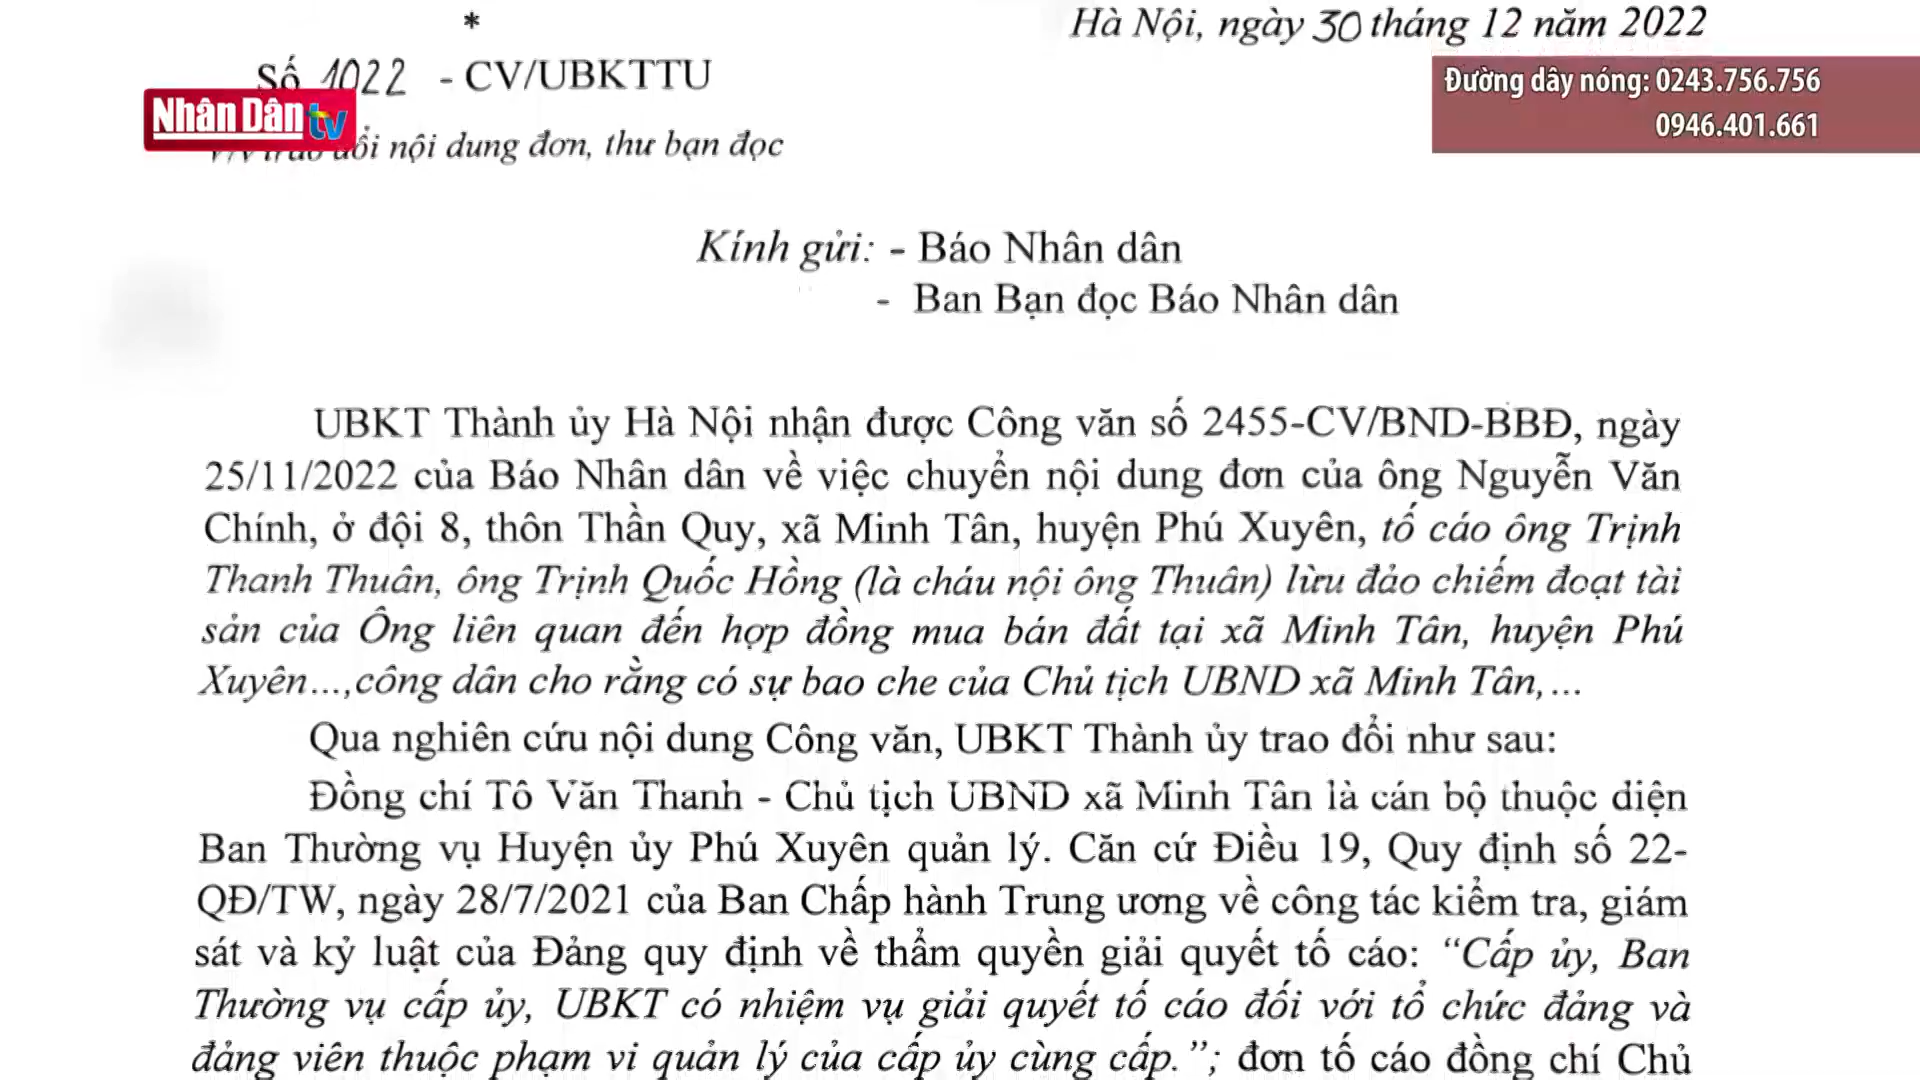 *
Hà Nội, ngày 30 tháng 12 năm 2022
Số 1022 - CV/UBKTTU
Đường dây nóng: 0243.756.756
0946.401.661
Nhân Dân tv
V/v trao đổi nội dung đơn, thư bạn đọc
Kính gửi: - Báo Nhân dân
- Ban Bạn đọc Báo Nhân dân
UBKT Thành ủy Hà Nội nhận được Công văn số 2455-CV/BND-BBĐ, ngày
25/11/2022 của Báo Nhân dân về việc chuyển nội dung đơn của ông Nguyễn Văn
Chính, ở đội 8, thôn Thần Quy, xã Minh Tân, huyện Phú Xuyên, tố cáo ông Trịnh
Thanh Thuân, ông Trịnh Quốc Hồng (là cháu nội ông Thuân) lừu đảo chiếm đoạt tài
sản của Ông liên quan đến hợp đồng mua bán đất tại xã Minh Tân, huyện Phú
Xuyên...,công dân cho rằng có sự bao che của Chủ tịch UBND xã Minh Tân,...
Qua nghiên cứu nội dung Công văn, UBKT Thành ủy trao đổi như sau:
Đồng chí Tô Văn Thanh - Chủ tịch UBND xã Minh Tân là cán bộ thuộc diện
Ban Thường vụ Huyện ủy Phú Xuyên quản lý. Căn cứ Điều 19, Quy định số 22-
QĐ/TW, ngày 28/7/2021 của Ban Chấp hành Trung ương về công tác kiểm tra, giám
sát và kỷ luật của Đảng quy định về thẩm quyền giải quyết tố cáo: “Cấp ủy, Ban
Thường vụ cấp ủy, UBKT có nhiệm vụ giải quyết tố cáo đối với tổ chức đảng và
đảng viên thuộc phạm vi quản lý của cấp ủy cùng cấp.”; đơn tố cáo đồng chí Chủ